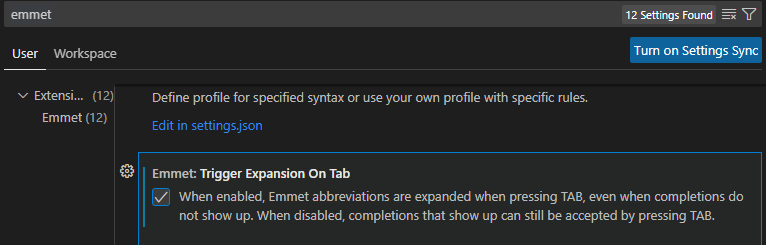 emmet
12 Settings Found
User Workspace
Turn on Settings Sync
Extensi... (12)
Emmet (12)
Define profile for specified syntax or use your own profile with specific rules.
Edit in settings.json
Emmet: Trigger Expansion On Tab
When enabled, Emmet abbreviations are expanded when pressing TAB, even when completions do
not show up. When disabled, completions that show up can still be accepted by pressing TAB.